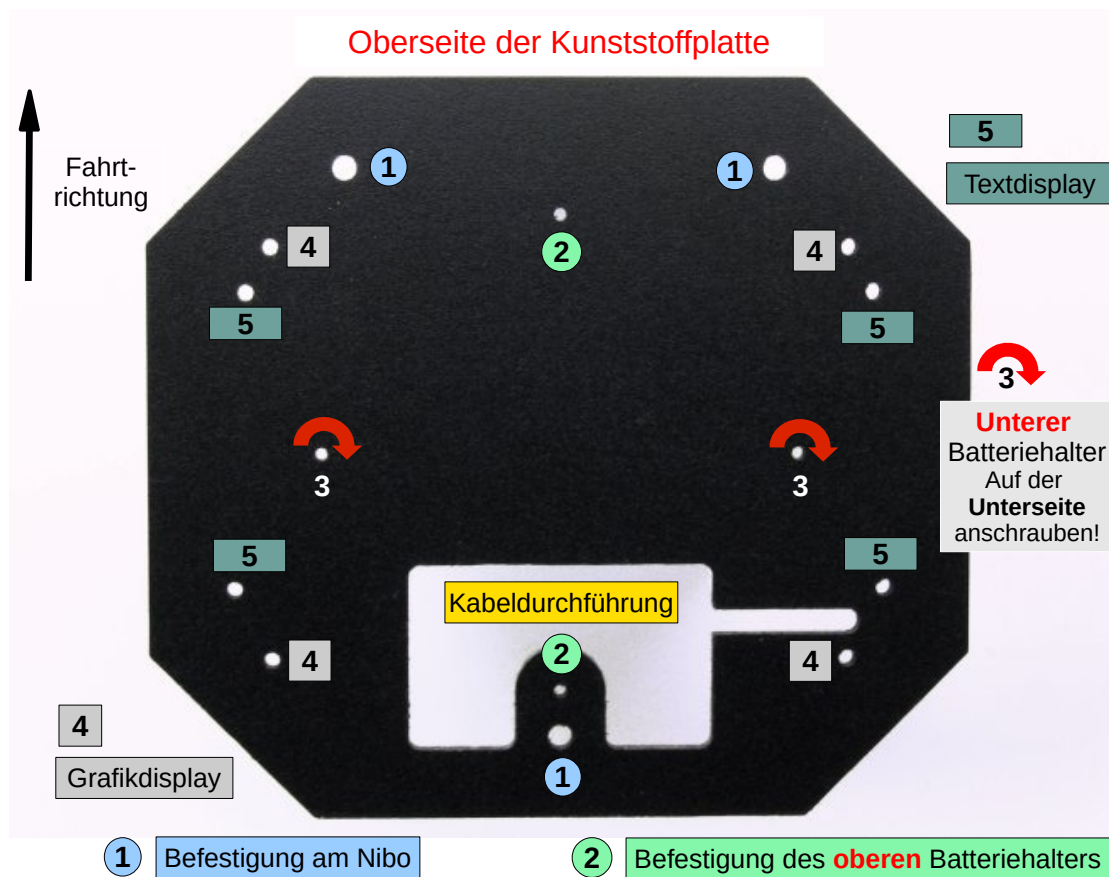 Oberseite der Kunststoffplatte
5
Textdisplay
Fahrt-
richtung
1
1
4
2
4
5
5
3
Unterer
Batteriehalter
Auf der
Unterseite
anschrauben!
3
3
5
5
Kabeldurchführung
4
2
4
4
Grafikdisplay
1
1 Befestigung am Nibo
2 Befestigung des oberen Batteriehalters